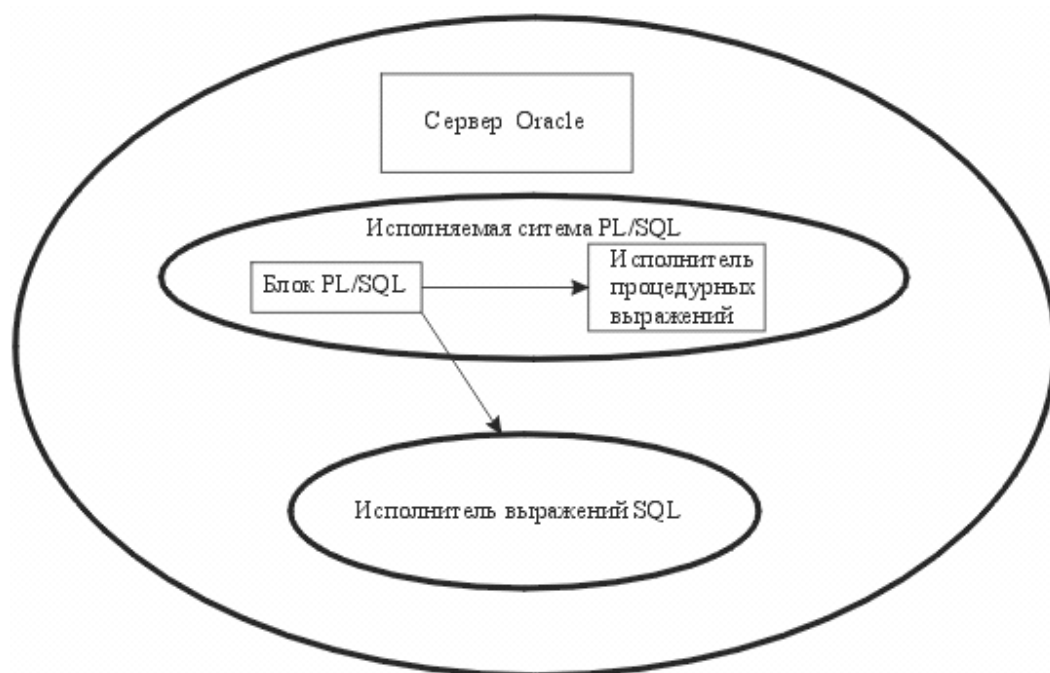 Сервер Oracle
Исполняемая ситема PL/SQL
Блок PL/SQL
Исполнитель
процедурных
выражений
Исполнитель выражений SQL